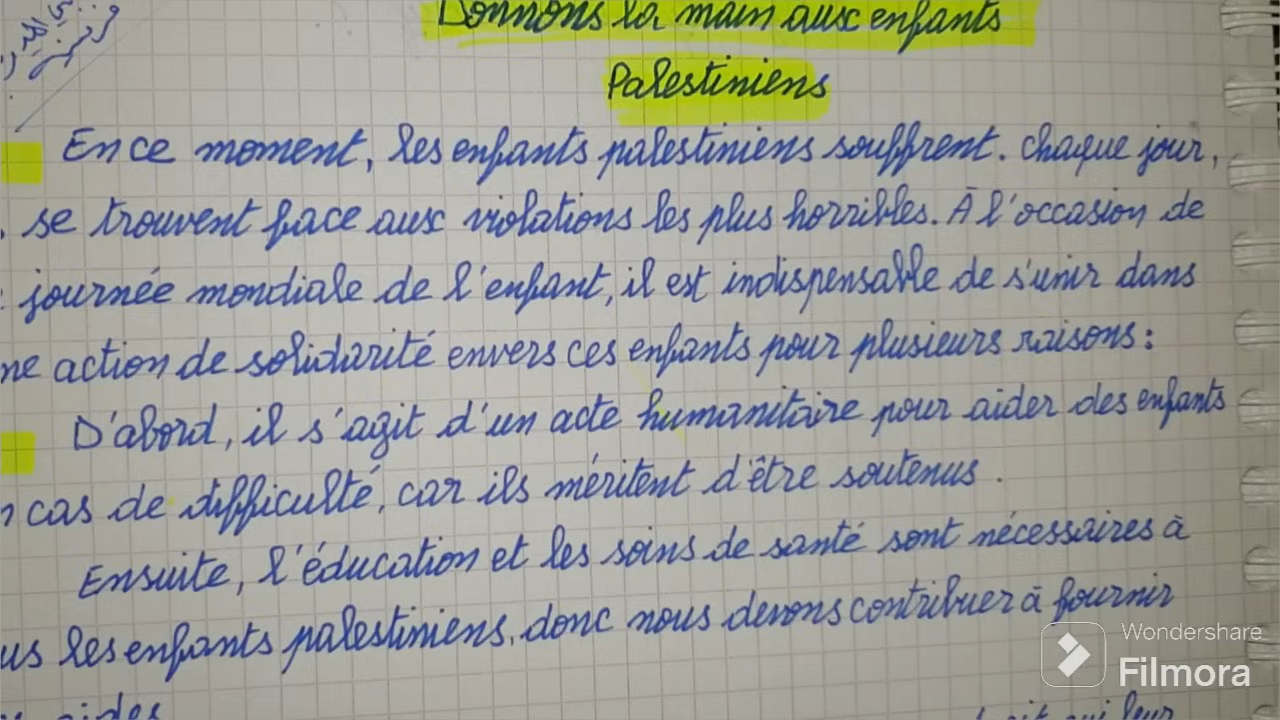 Donnons la main aux enfants
Palestiniens
En ce moment, les enfants palestiniens souffrent. chaque jour,
se trouvent face aux violations les plus horribles. À l'occasion de
journée mondiale de l'enfant, il est indispensable de s'unir dans
ne action de solidarité envers ces enfants pour plusieurs raisons :
D'abord, il s'agit d'un acte humanitaire pour aider des enfants
n cas de difficulté, car ils méritent d'être soutenus.
Ensuite, l'éducation et les soins de santé sont nécessaires à
us les enfants palestiniens, donc nous devons contribuer à fournir
aides
qui leur
Wondershare
Filmora